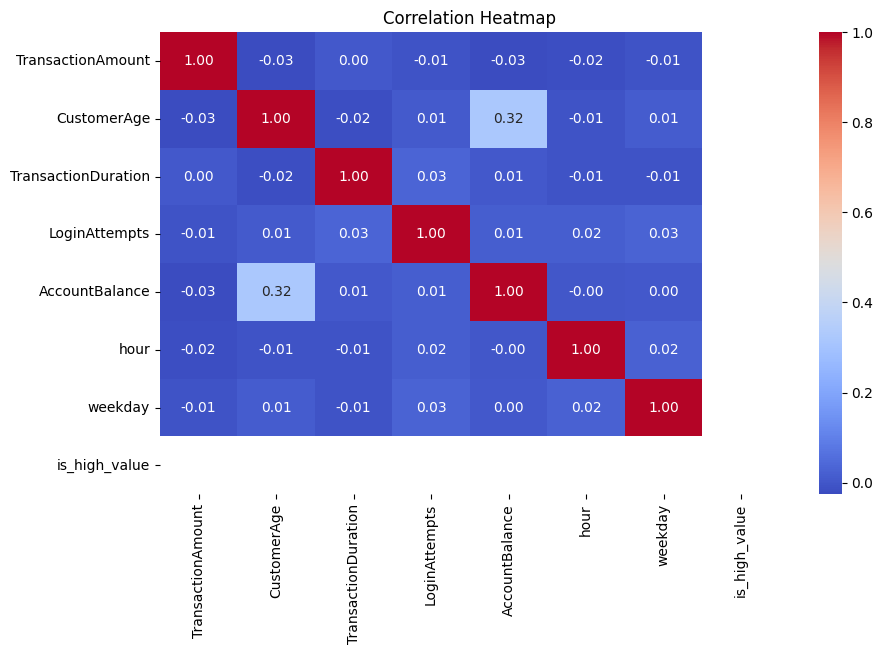 Correlation Heatmap
TransactionAmount 1.00 -0.03 0.00 -0.01 -0.03 -0.02 -0.01
CustomerAge -0.03 1.00 -0.02 0.01 0.32 -0.01 0.01
TransactionDuration 0.00 -0.02 1.00 0.03 0.01 -0.01 -0.01
LoginAttempts -0.01 0.01 0.03 1.00 0.01 0.02 0.03
AccountBalance -0.03 0.32 0.01 0.01 1.00 -0.00 0.00
hour -0.02 -0.01 -0.01 0.02 -0.00 1.00 0.02
weekday -0.01 0.01 -0.01 0.03 0.00 0.02 1.00
is_high_value
TransactionAmount
CustomerAge
TransactionDuration
LoginAttempts
AccountBalance
hour
weekday
is_high_value
1.0
0.8
0.6
0.4
0.2
0.0